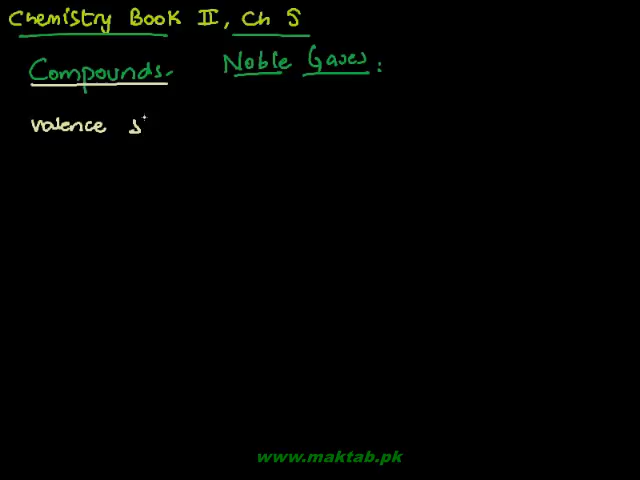 Chemistry Book II, Ch 5
Compounds. Noble Gases:
valence s
www.maktab.pk